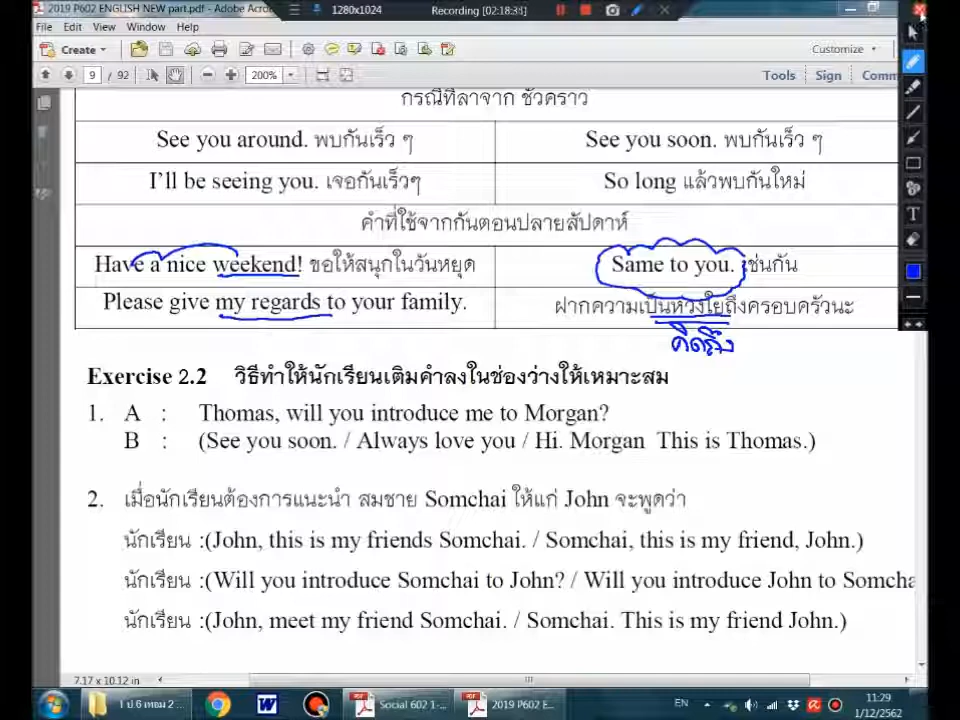 2019 P602 ENGLISH NEW part.pdf - Adobe Acro
1280x1024
Recording [02:18:34]
File Edit View Window Help
Create
Customize
9 / 92
200%
Tools Sign Comm
กรณีที่ลาจาก ชั่วคราว
See you around. พบกันเร็ว ๆ
See you soon. พบกันเร็ว ๆ
I'll be seeing you. เจอกันเร็วๆ
So long แล้วพบกันใหม่
คำที่ใช้จากกันตอนปลายสัปดาห์
Have a nice weekend! ขอให้สนุกในวันหยุด
Same to you. เช่นกัน
Please give my regards to your family.
ฝากความเป็นห่วงใยถึงครอบครัวนะ
คิดถึง
Exercise 2.2 วิธีทำให้นักเรียนเติมคำลงในช่องว่างให้เหมาะสม
1. A : Thomas, will you introduce me to Morgan?
B : (See you soon. / Always love you / Hi. Morgan This is Thomas.)
2. เมื่อนักเรียนต้องการแนะนำ สมชาย Somchai ให้แก่ John จะพูดว่า
นักเรียน :(John, this is my friends Somchai. / Somchai, this is my friend, John.)
นักเรียน :(Will you introduce Somchai to John? / Will you introduce John to Somcha
นักเรียน :(John, meet my friend Somchai. / Somchai. This is my friend John.)
7.17 x 10.12 in
1 ป.6 เทอม 2 ...
Social 602 1-...
2019 P602 E...
EN
11:29
1/12/2562